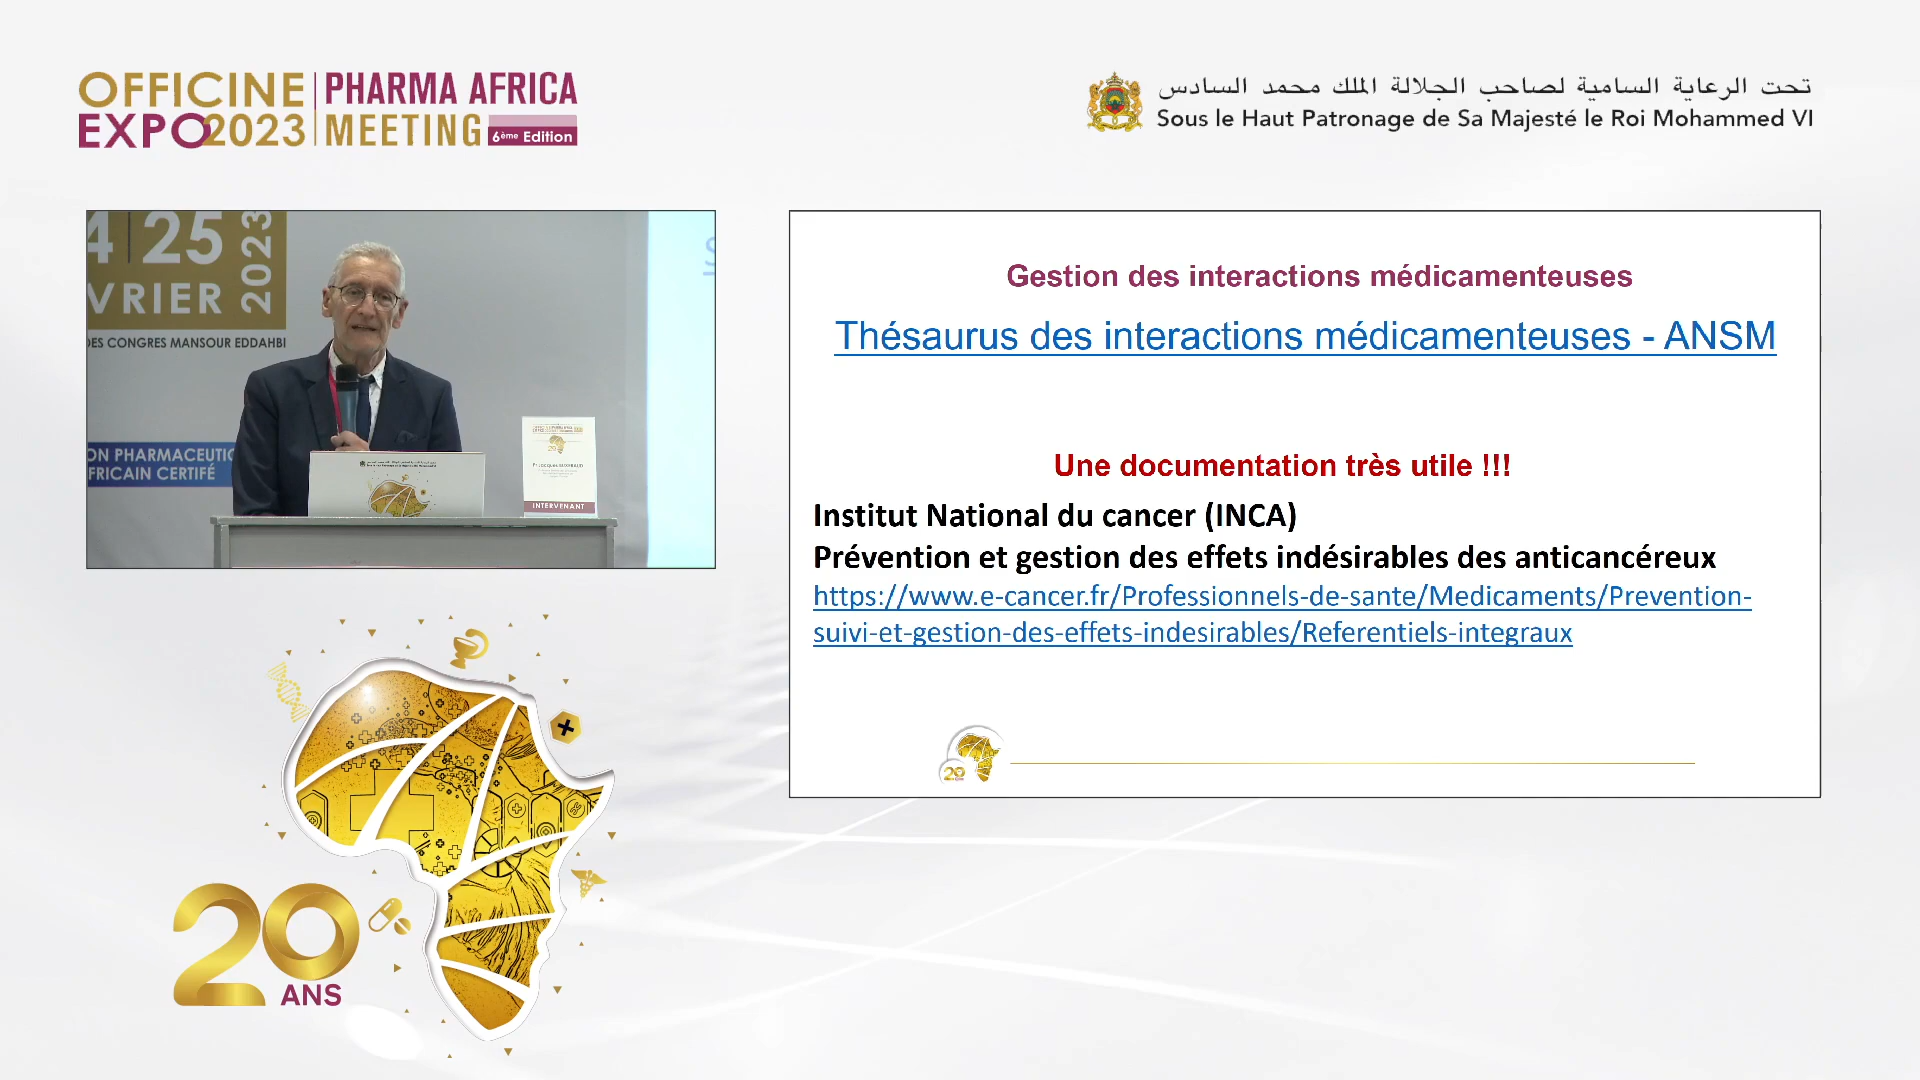 OFFICINE
EXPO2023
PHARMA AFRICA
MEETING
6ème Edition
تحت الرعاية السامية لصاحب الجلالة الملك محمد السادس
Sous le Haut Patronage de Sa Majesté le Roi Mohammed VI
4 | 25
VRIER
2023
DES CONGRES MANSOUR EDDAHBI
ON PHARMACEUTIQ
FRICAIN CERTIFÉ
INTERVENANT
Gestion des interactions médicamenteuses
Thésaurus des interactions médicamenteuses - ANSM
Une documentation très utile !!!
Institut National du cancer (INCA)
Prévention et gestion des effets indésirables des anticancéreux
https://www.e-cancer.fr/Professionnels-de-sante/Medicaments/Prevention-
suivi-et-gestion-des-effets-indesirables/Referentiels-integraux
20
20
ANS